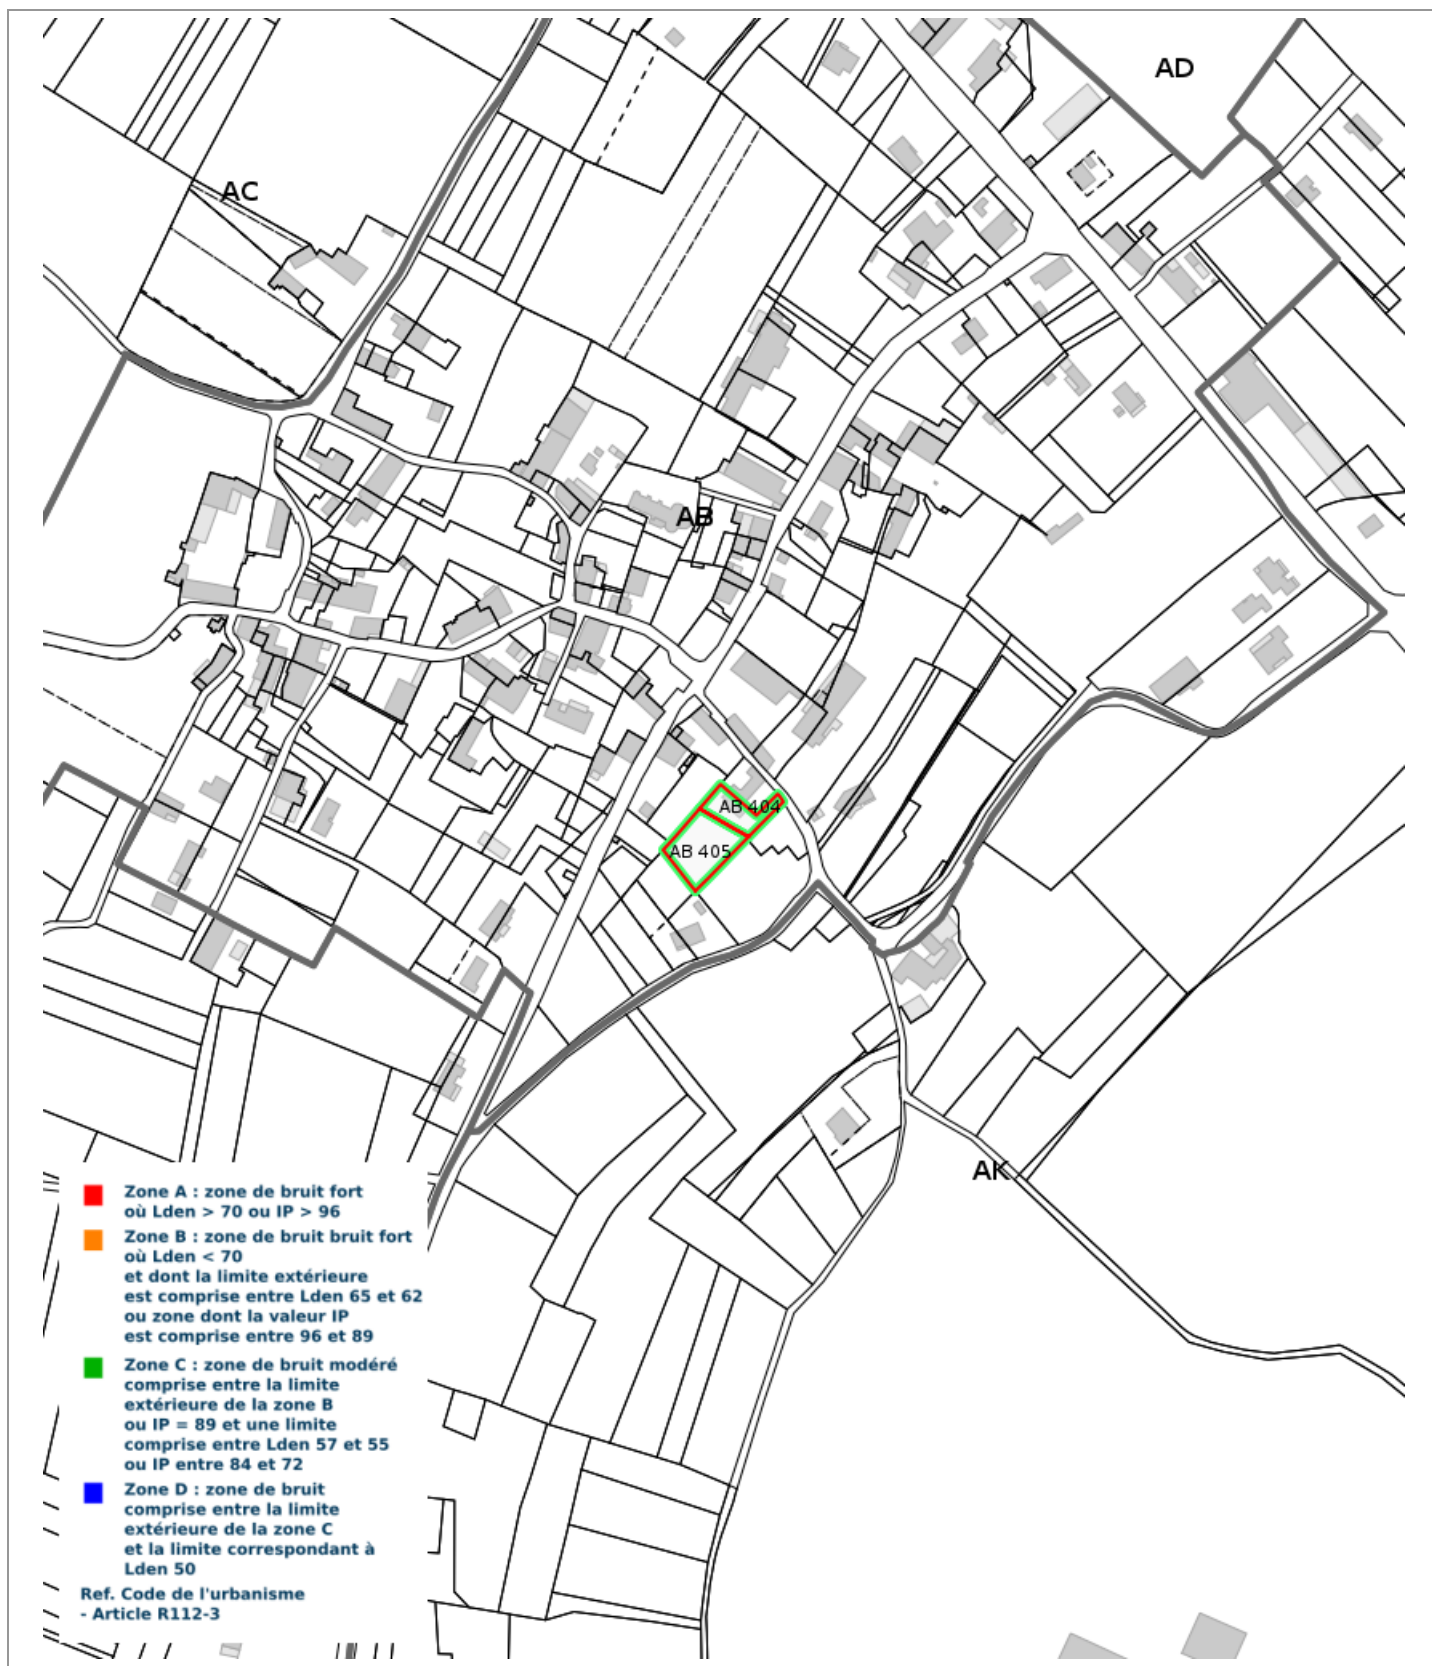 AD
AC
AB
AB 404
AB 405
AK
Zone A : zone de bruit fort
où Lden > 70 ou IP > 96
Zone B : zone de bruit bruit fort
où Lden < 70
et dont la limite extérieure
est comprise entre Lden 65 et 62
ou zone dont la valeur IP
est comprise entre 96 et 89
Zone C : zone de bruit modéré
comprise entre la limite
extérieure de la zone B
ou IP = 89 et une limite
comprise entre Lden 57 et 55
ou IP entre 84 et 72
Zone D : zone de bruit
comprise entre la limite
extérieure de la zone C
et la limite correspondant à
Lden 50
Ref. Code de l'urbanisme
- Article R112-3